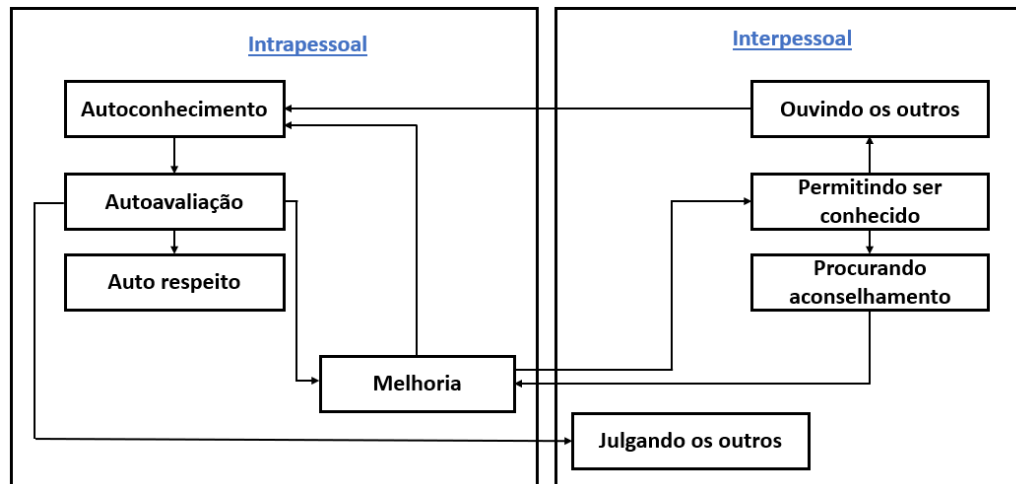 Intrapessoal
Autoconhecimento
Autoavaliação
Auto respeito
Melhoria
Interpessoal
Ouvindo os outros
Permitindo ser
conhecido
Procurando
aconselhamento
Julgando os outros